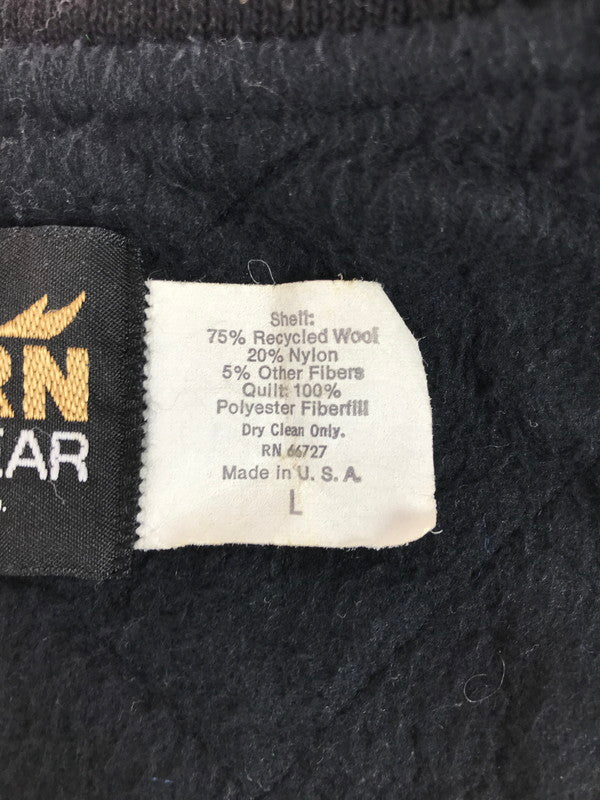 RN
EAR
Shell:
75% Recycled Wool
20% Nylon
5% Other Fibers
Quilt: 100%
Polyester Fiberfill
Dry Clean Only.
RN 66727
Made in U. S. A.
L